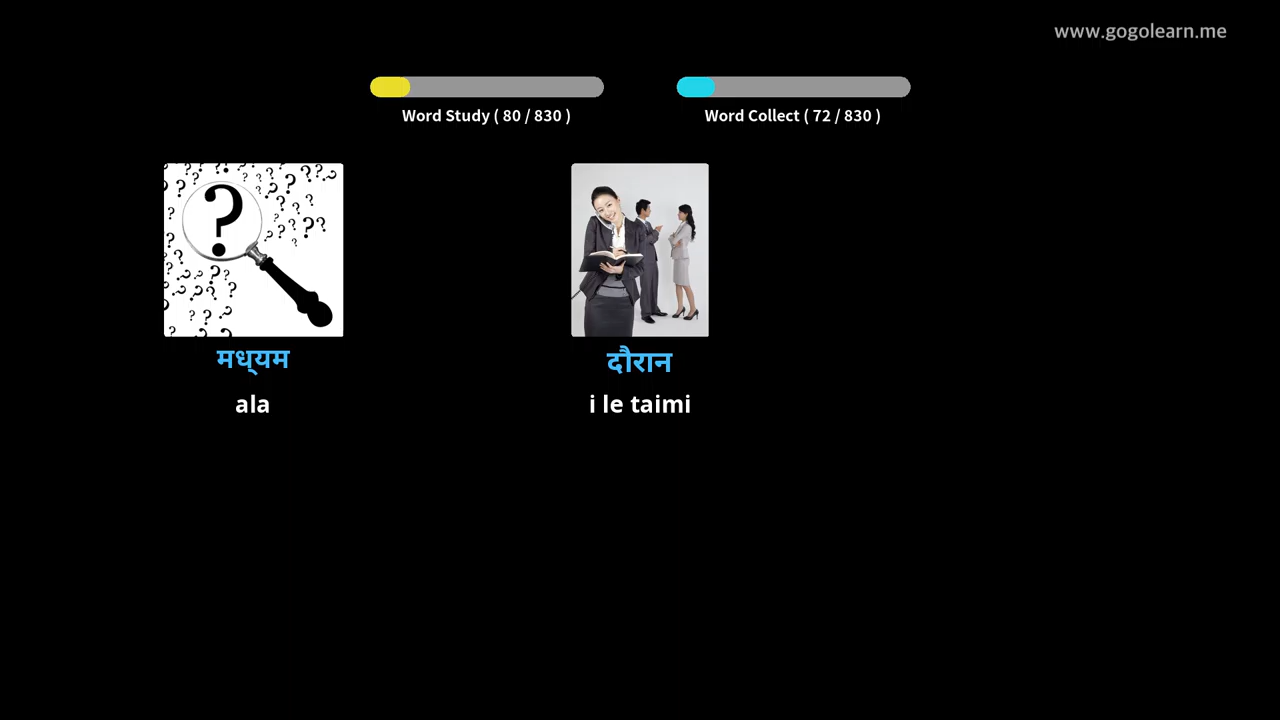 www.gogolearn.me
Word Study ( 80 / 830 )
Word Collect ( 72 / 830 )
मध्‌यम
ala
दौरान
i le taimi